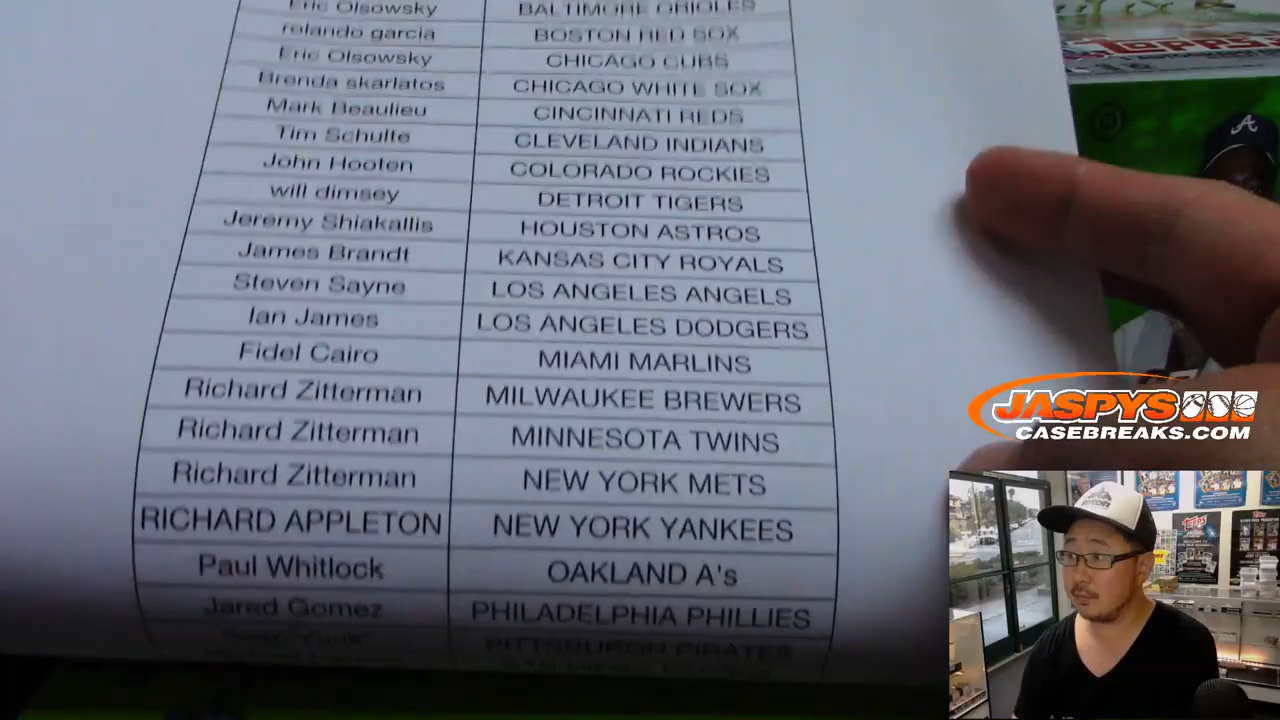 Eric Olsowsky BALTIMORE ORIOLES
rolando garcia BOSTON RED SOX
Eric Olsowsky CHICAGO CUBS
Brenda skarlatos CHICAGO WHITE SOX
Mark Beaulieu CINCINNATI REDS
Tim Schulte CLEVELAND INDIANS
John Hooten COLORADO ROCKIES
will dimsey DETROIT TIGERS
Jeremy Shiakallis HOUSTON ASTROS
James Brandt KANSAS CITY ROYALS
Steven Sayne LOS ANGELES ANGELS
Ian James LOS ANGELES DODGERS
Fidel Cairo MIAMI MARLINS
Richard Zitterman MILWAUKEE BREWERS
Richard Zitterman MINNESOTA TWINS
Richard Zitterman NEW YORK METS
RICHARD APPLETON NEW YORK YANKEES
Paul Whitlock OAKLAND A's
Jared Gomez PHILADELPHIA PHILLIES
PITTSBURGH PIRATES
TOPPS
A
JASPYS
CASEBREAKS.COM
Topps